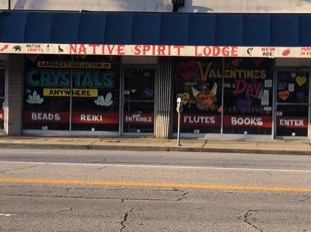 NATIVE CRAFTS
NATIVE SPIRIT LODGE
NEW AGE
LARGEST SELECTION OF
CRYSTALS
ANYWHERE
VALENTINES
DAY
BEADS REIKI
ENTRANCE
FLUTES BOOKS
ENTER